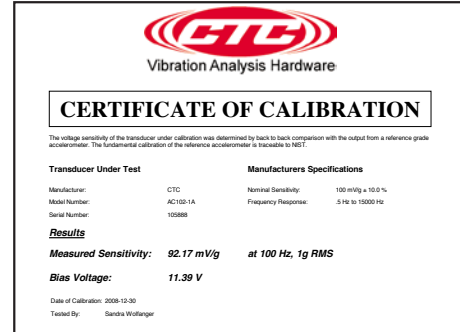 CTC
Vibration Analysis Hardware
CERTIFICATE OF CALIBRATION
The voltage sensitivity of the transducer under calibration was determined by back to back comparison with the output from a reference grade
accelerometer. The fundamental calibration of the reference accelerometer is traceable to NIST.
Transducer Under Test Manufacturers Specifications
Manufacturer: CTC Nominal Sensitivity: 100 mV/g ± 10.0 %
Model Number: AC102-1A Frequency Response: .5 Hz to 15000 Hz
Serial Number: 105888
Results
Measured Sensitivity: 92.17 mV/g at 100 Hz, 1g RMS
Bias Voltage: 11.39 V
Date of Calibration: 2008-12-30
Tested By: Sandra Wolfanger